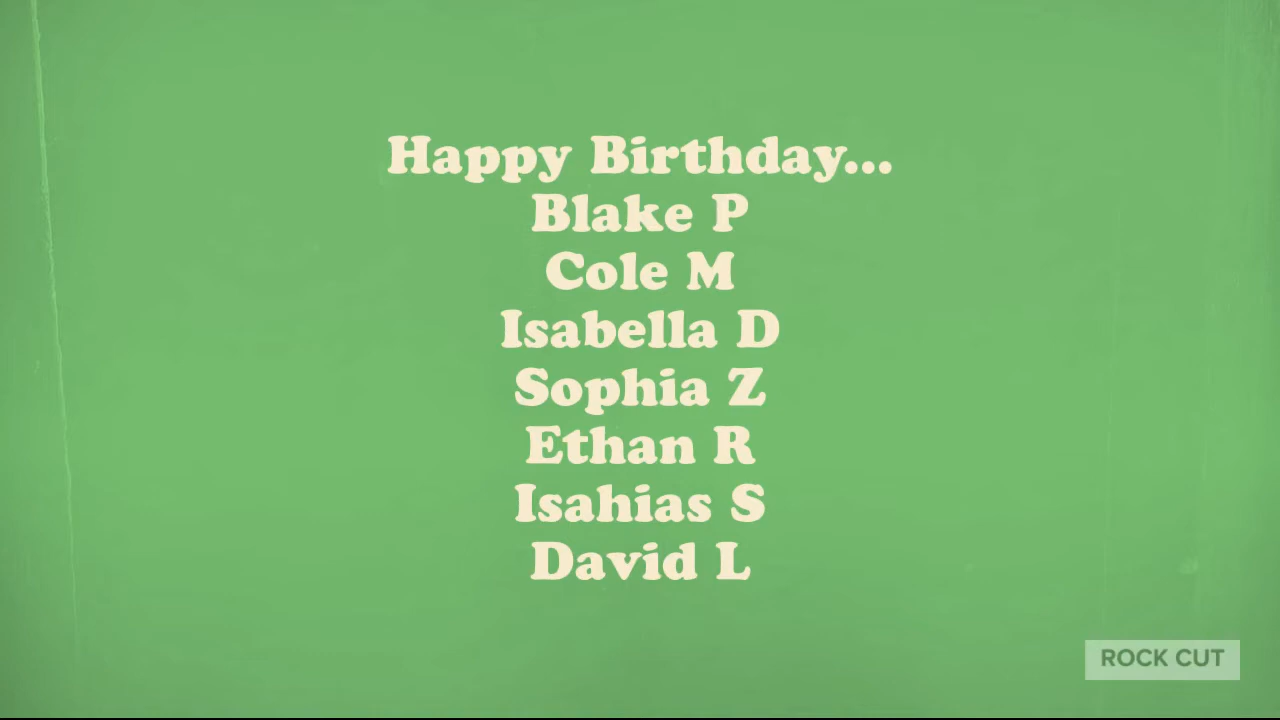 Happy Birthday...
Blake P
Cole M
Isabella D
Sophia Z
Ethan R
Isahias S
David L
ROCK CUT